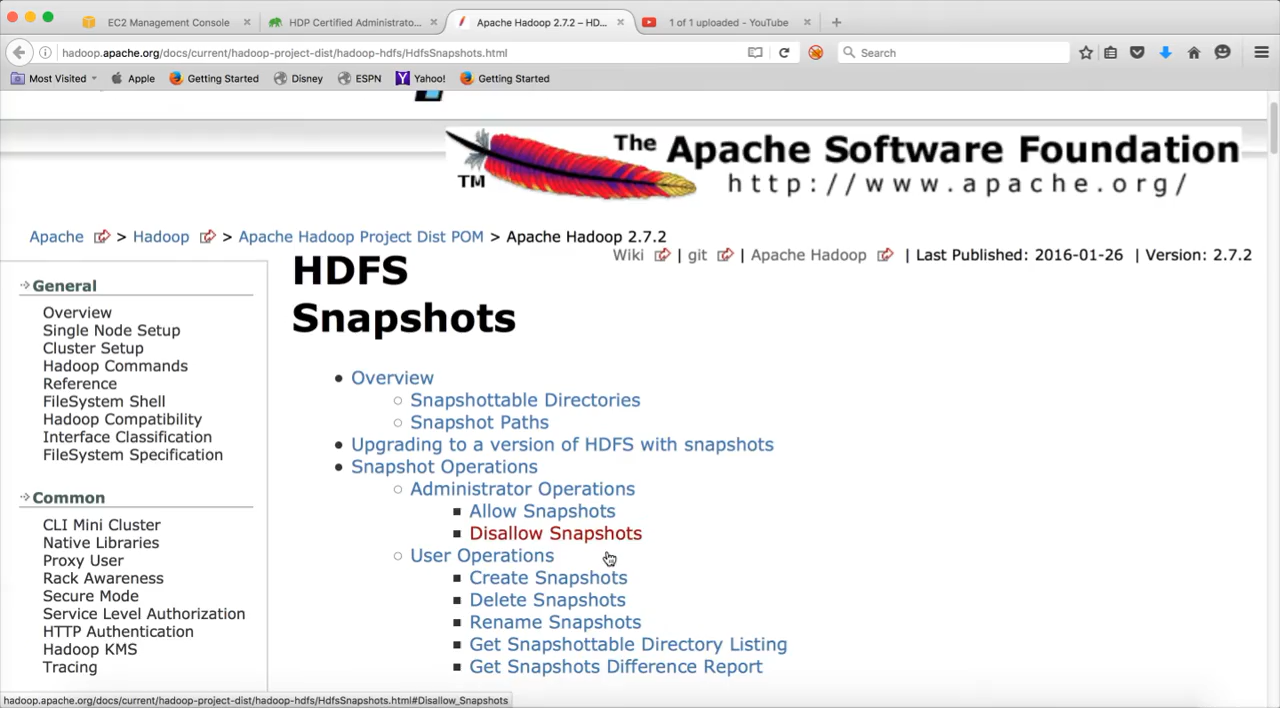 EC2 Management Console
HDP Certified Administrato...
Apache Hadoop 2.7.2 – HD...
1 of 1 uploaded - YouTube
hadoop.apache.org/docs/current/hadoop-project-dist/hadoop-hdfs/HdfsSnapshots.html
Search
Most Visited
Apple
Getting Started
Disney
ESPN
Yahoo!
Getting Started
The Apache Software Foundation
TM
http://www.apache.org/
Apache > Hadoop > Apache Hadoop Project Dist POM > Apache Hadoop 2.7.2
Wiki | git | Apache Hadoop | Last Published: 2016-01-26 | Version: 2.7.2
General
Overview
Single Node Setup
Cluster Setup
Hadoop Commands
Reference
FileSystem Shell
Hadoop Compatibility
Interface Classification
FileSystem Specification
Common
CLI Mini Cluster
Native Libraries
Proxy User
Rack Awareness
Secure Mode
Service Level Authorization
HTTP Authentication
Hadoop KMS
Tracing
HDFS
Snapshots
Overview
Snapshottable Directories
Snapshot Paths
Upgrading to a version of HDFS with snapshots
Snapshot Operations
Administrator Operations
Allow Snapshots
Disallow Snapshots
User Operations
Create Snapshots
Delete Snapshots
Rename Snapshots
Get Snapshottable Directory Listing
Get Snapshots Difference Report
hadoop.apache.org/docs/current/hadoop-project-dist/hadoop-hdfs/HdfsSnapshots.html#Disallow_Snapshots